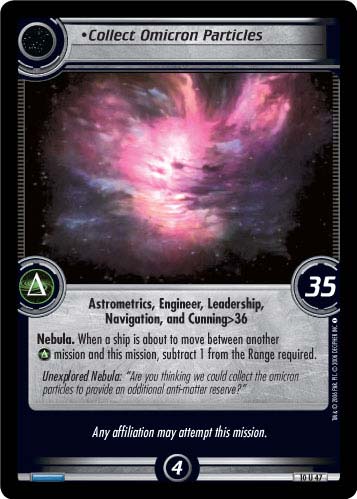 •Collect Omicron Particles
35
Astrometrics, Engineer, Leadership,
Navigation, and Cunning>36
Nebula. When a ship is about to move between another
Δ mission and this mission, subtract 1 from the Range required.
Unexplored Nebula: "Are you thinking we could collect the omicron
particles to provide an additional anti-matter reserve?"
Any affiliation may attempt this mission.
4
10 U 47